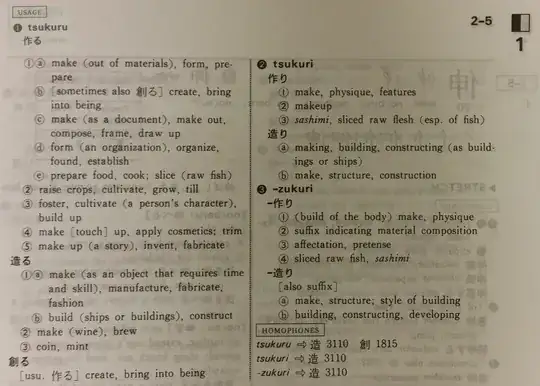 USAGE
❶ tsukuru
作る
①ⓐ make (out of materials), form, pre-
pare
ⓑ [sometimes also 創る] create, bring
into being
ⓒ make (as a document), make out,
compose, frame, draw up
ⓓ form (an organization), organize,
found, establish
ⓔ prepare food, cook; slice (raw fish)
② raise crops, cultivate, grow, till
③ foster, cultivate (a person's character),
build up
④ make [touch] up, apply cosmetics; trim
⑤ make up (a story), invent, fabricate
造る
①ⓐ make (as an object that requires time
and skill), manufacture, fabricate,
fashion
ⓑ build (ships or buildings), construct
② make (wine), brew
③ coin, mint
創る
[usu. 作る] create, bring into being
2-5
1
❷ tsukuri
作り
① make, physique, features
② makeup
③ sashimi, sliced raw flesh (esp. of fish)
造り
ⓐ making, building, constructing (as build-
ings or ships)
ⓑ make, structure, construction
❸ -zukuri
-作り
① (build of the body) make, physique
② suffix indicating material composition
③ affectation, pretense
④ sliced raw fish, sashimi
-造り
[also suffix]
ⓐ make, structure; style of building
ⓑ building, constructing, developing
HOMOPHONES
tsukuru ⇨ 造 3110 創 1815
tsukuri ⇨ 造 3110
-zukuri ⇨ 造 3110